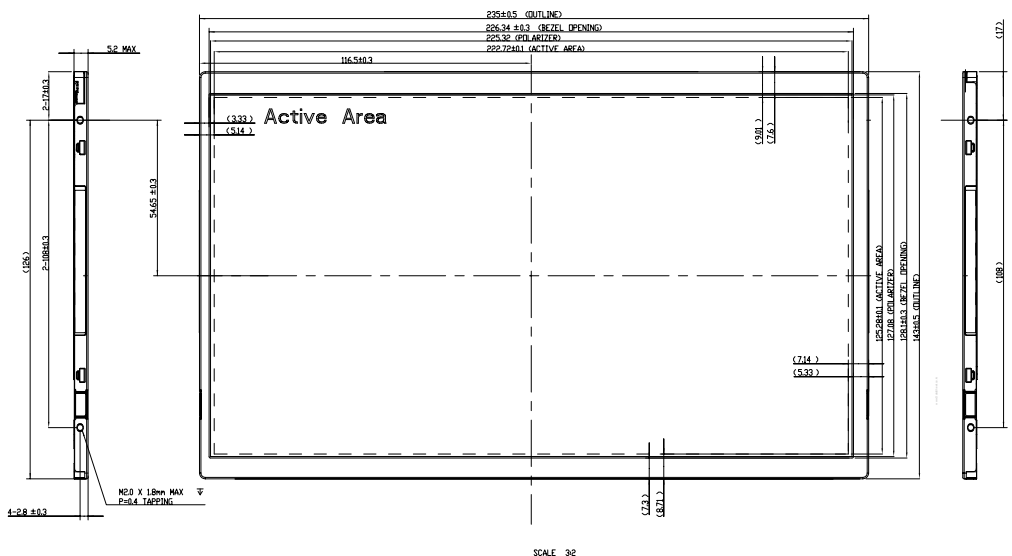 235±0.5 (OUTLINE)
226.34 ±0.3 (BEZEL OPENING)
225.32 (POLARIZER)
222.72±0.1 (ACTIVE AREA)
116.5±0.3
5.2 MAX
(17)
2-17±0.3
(3.33)
(5.14)
Active Area
(9.01)
(7.6)
54.65 ±0.3
(126)
2-108±0.3
(108)
125.28±0.1 (ACTIVE AREA)
127.08 (POLARIZER)
128.1±0.3 (BEZEL OPENING)
143±0.5 (OUTLINE)
(7.14)
(5.33)
(7.3)
(8.71)
M2.0 X 1.8mm MAX
P=0.4 TAPPING
4-2.8 ±0.3
SCALE 3:2